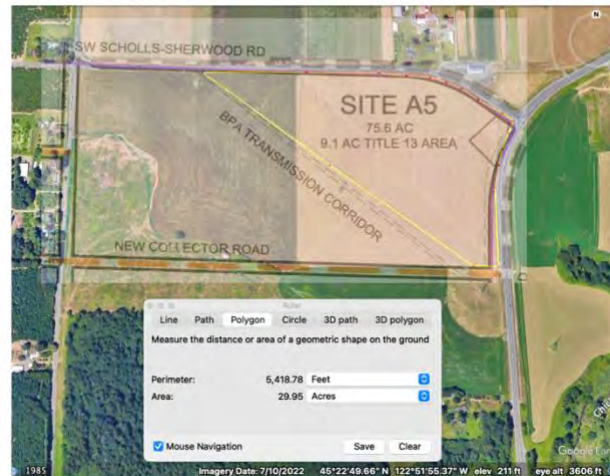 N
SW SCHOLLS-SHERWOOD RD
SITE A5
75.6 AC
9.1 AC TITLE 13 AREA
BPA TRANSMISSION CORRIDOR
NEW COLLECTOR ROAD
Ruler
Line Path Polygon Circle 3D path 3D polygon
Measure the distance or area of a geometric shape on the ground
Perimeter: 5,418.78 Feet
Area: 29.95 Acres
Mouse Navigation Save Clear
Google Earth
1985 Imagery Date: 7/10/2022 45°22'49.66" N 122°51'55.37" W elev 211 ft eye alt 3606 ft